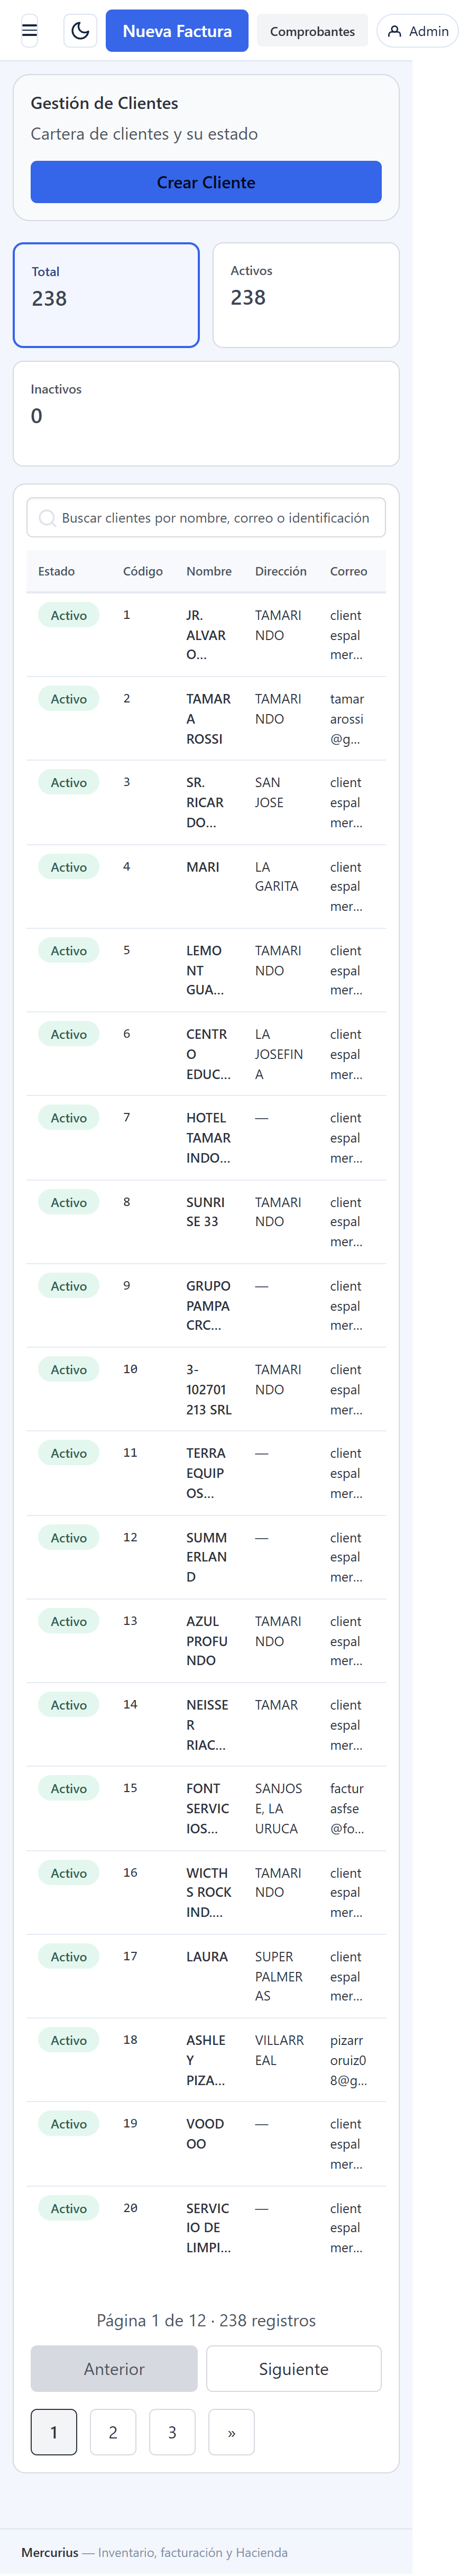 Nueva Factura
Comprobantes
Admin
Gestión de Clientes
Cartera de clientes y su estado
Crear Cliente
Total
238
Activos
238
Inactivos
0
Buscar clientes por nombre, correo o identificación
Estado Código Nombre Dirección Correo
Activo 1 JR. TAMARI client
ALVAR NDO espal
O... mer...
Activo 2 TAMAR TAMARI tamar
A NDO arossi
ROSSI @g...
Activo 3 SR. SAN client
RICAR JOSE espal
DO... mer...
Activo 4 MARI LA client
GARITA espal
mer...
Activo 5 LEMO TAMARI client
NT NDO espal
GUA... mer...
Activo 6 CENTR LA client
O JOSEFIN espal
EDUC... A mer...
Activo 7 HOTEL — client
TAMAR espal
INDO... mer...
Activo 8 SUNRI TAMARI client
SE 33 NDO espal
mer...
Activo 9 GRUPO — client
PAMPA espal
CRC... mer...
Activo 10 3- TAMARI client
102701 NDO espal
213 SRL mer...
Activo 11 TERRA — client
EQUIP espal
OS... mer...
Activo 12 SUMM — client
ERLAN espal
D mer...
Activo 13 AZUL TAMARI client
PROFU NDO espal
NDO mer...
Activo 14 NEISSE TAMAR client
R espal
RIAC... mer...
Activo 15 FONT SANJOS factur
SERVIC E, LA asfse
IOS... URUCA @fo...
Activo 16 WICTH TAMARI client
S ROCK NDO espal
IND.... mer...
Activo 17 LAURA SUPER client
PALMER espal
AS mer...
Activo 18 ASHLE VILLARR pizarr
Y EAL oruiz0
PIZA... 8@g...
Activo 19 VOOD — client
OO espal
mer...
Activo 20 SERVIC — client
IO DE espal
LIMPI... mer...
Página 1 de 12 · 238 registros
Anterior
Siguiente
1 2 3 »
Mercurius — Inventario, facturación y Hacienda